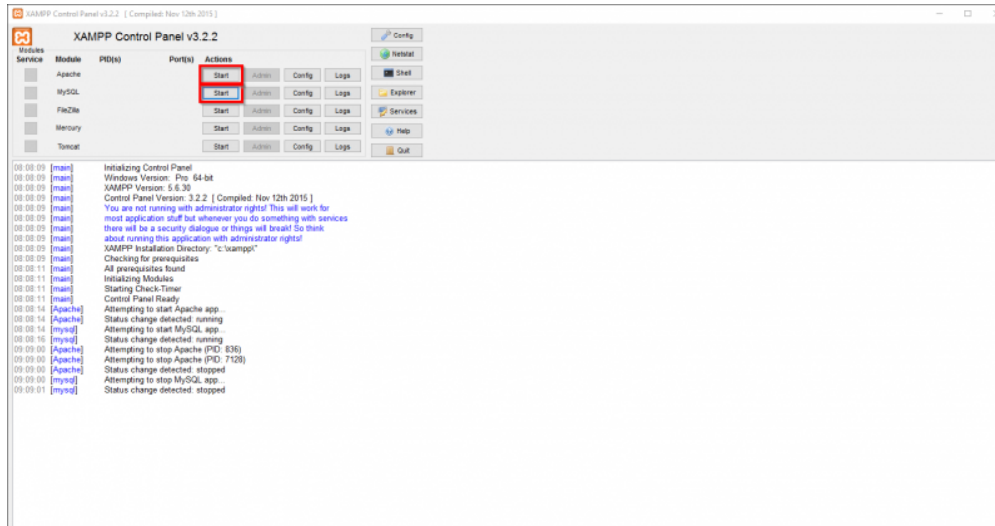 XAMPP Control Panel v3.2.2 [ Compiled: Nov 12th 2015 ]
XAMPP Control Panel v3.2.2
Config
Modules
Service Module PID(s) Port(s) Actions
Netstat
Apache Start Admin Config Logs
Shell
MySQL Start Admin Config Logs
Explorer
FileZilla Start Admin Config Logs
Services
Mercury Start Admin Config Logs
Help
Tomcat Start Admin Config Logs
Quit
08:08:09 [main] Initializing Control Panel
08:08:09 [main] Windows Version: Pro 64-bit
08:08:09 [main] XAMPP Version: 5.6.30
08:08:09 [main] Control Panel Version: 3.2.2 [ Compiled: Nov 12th 2015 ]
08:08:09 [main] You are not running with administrator rights! This will work for
08:08:09 [main] most application stuff but whenever you do something with services
08:08:09 [main] there will be a security dialogue or things will break! So think
08:08:09 [main] about running this application with administrator rights!
08:08:09 [main] XAMPP Installation Directory: "c:\xampp\"
08:08:09 [main] Checking for prerequisites
08:08:11 [main] All prerequisites found
08:08:11 [main] Initializing Modules
08:08:11 [main] Starting Check-Timer
08:08:11 [main] Control Panel Ready
08:08:14 [Apache] Attempting to start Apache app...
08:08:14 [Apache] Status change detected: running
08:08:14 [mysql] Attempting to start MySQL app...
08:08:16 [mysql] Status change detected: running
09:09:00 [Apache] Attempting to stop Apache (PID: 836)
09:09:00 [Apache] Attempting to stop Apache (PID: 7128)
09:09:00 [Apache] Status change detected: stopped
09:09:00 [mysql] Attempting to stop MySQL app...
09:09:01 [mysql] Status change detected: stopped